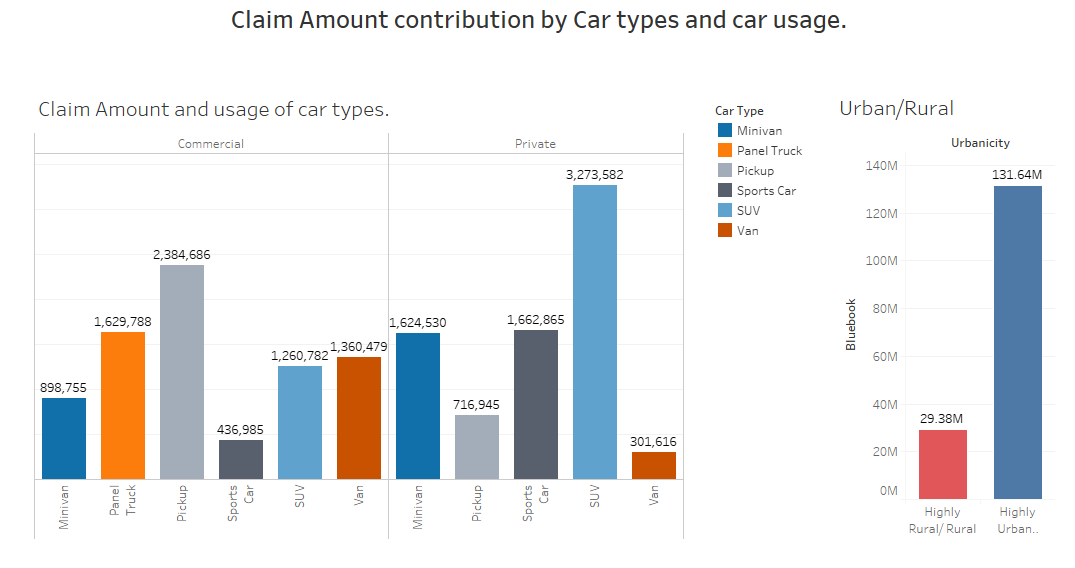 Claim Amount contribution by Car types and car usage.
Claim Amount and usage of car types.
Commercial
Private
898,755
1,629,788
2,384,686
436,985
1,260,782
1,360,479
1,624,530
716,945
1,662,865
3,273,582
301,616
Minivan
Panel
Truck
Pickup
Sports
Car
SUV
Van
Minivan
Pickup
Sports
Car
SUV
Van
Car Type
Minivan
Panel Truck
Pickup
Sports Car
SUV
Van
Urban/Rural
Urbanicity
140M
120M
100M
80M
60M
40M
20M
0M
Bluebook
29.38M
131.64M
Highly
Rural/ Rural
Highly
Urban..